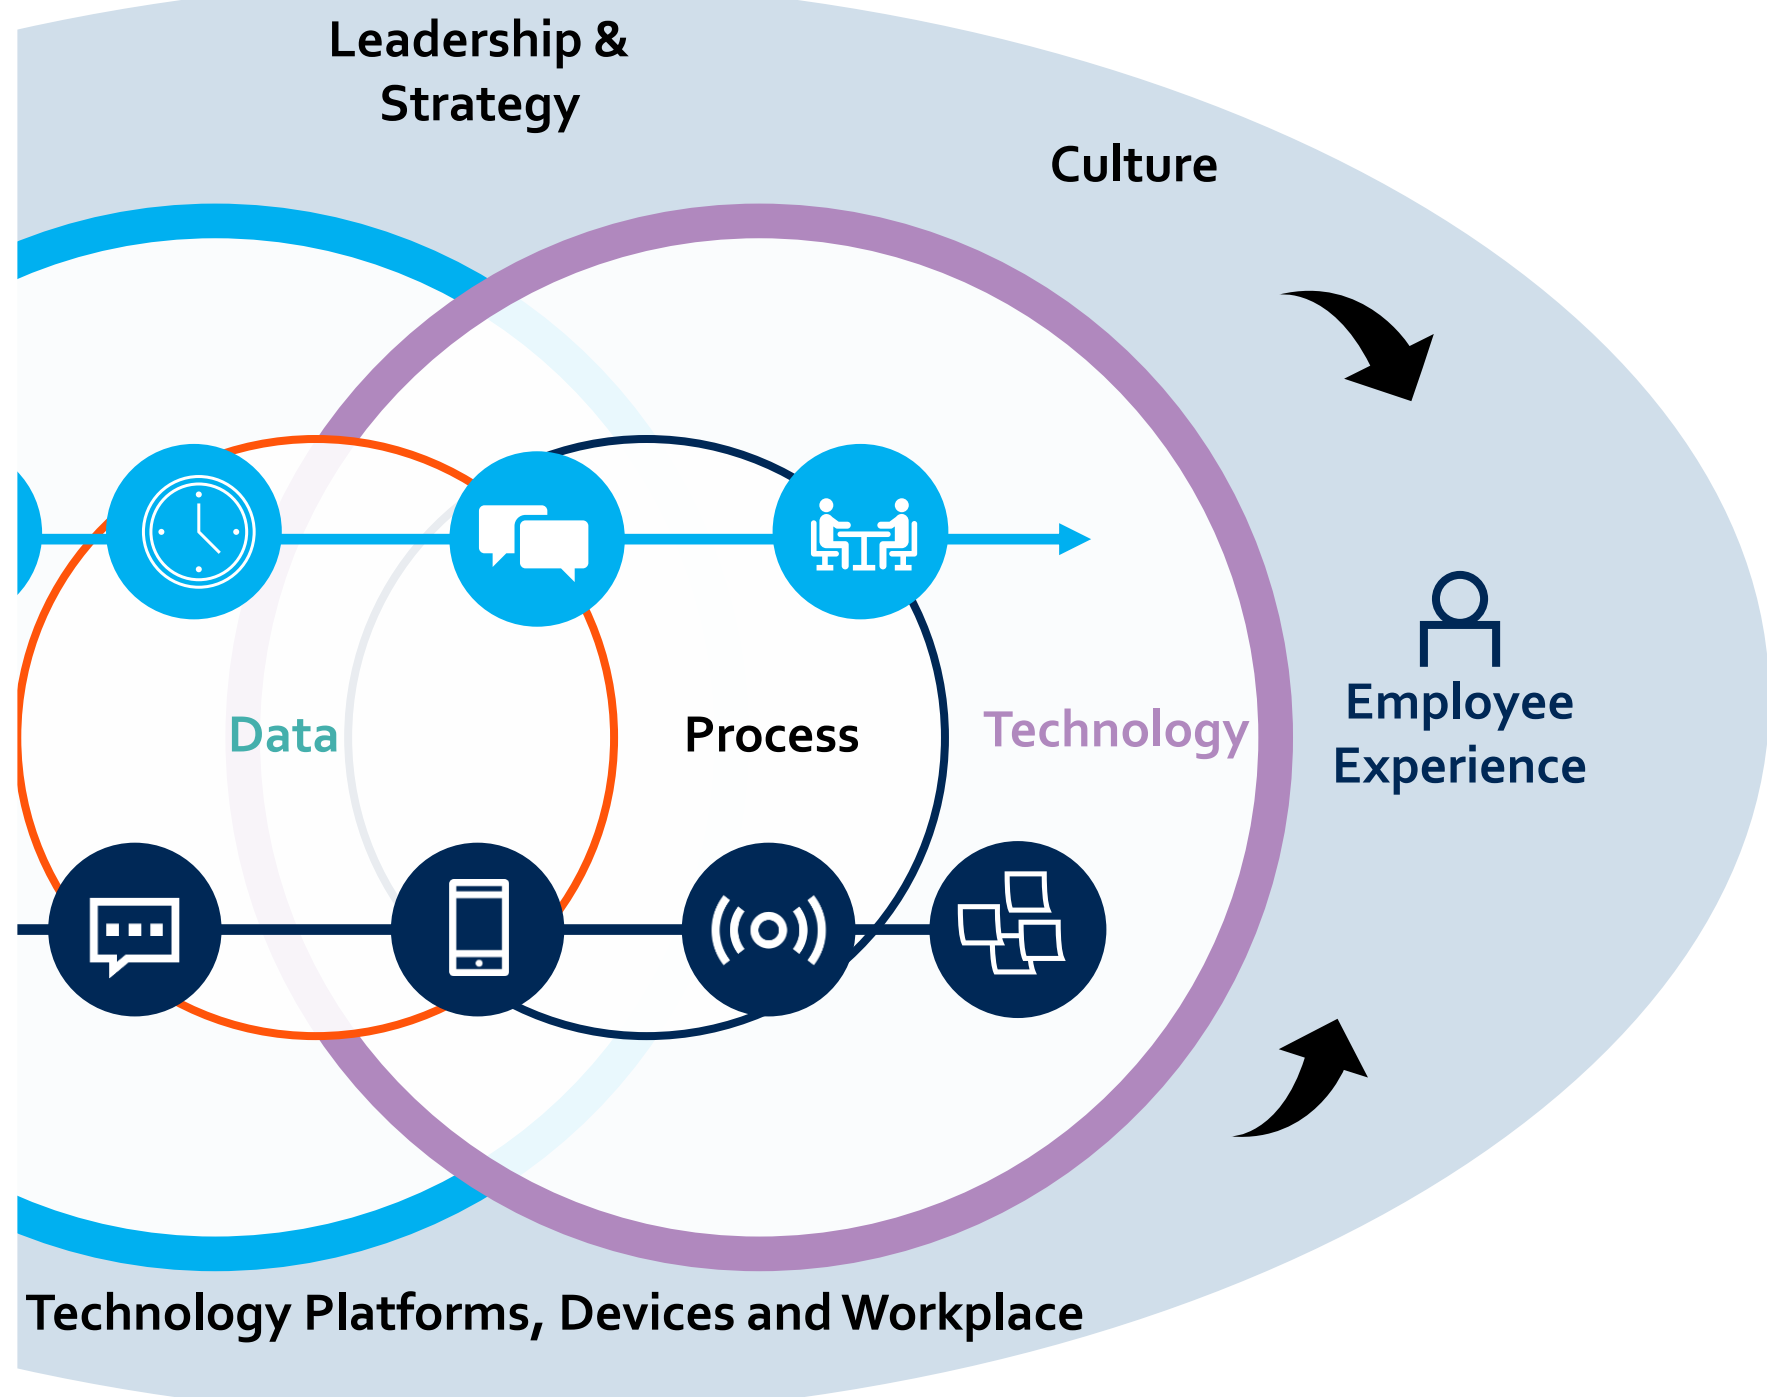 Leadership &
Strategy
Culture
Data
Process
Technology
Employee
Experience
Technology Platforms, Devices and Workplace